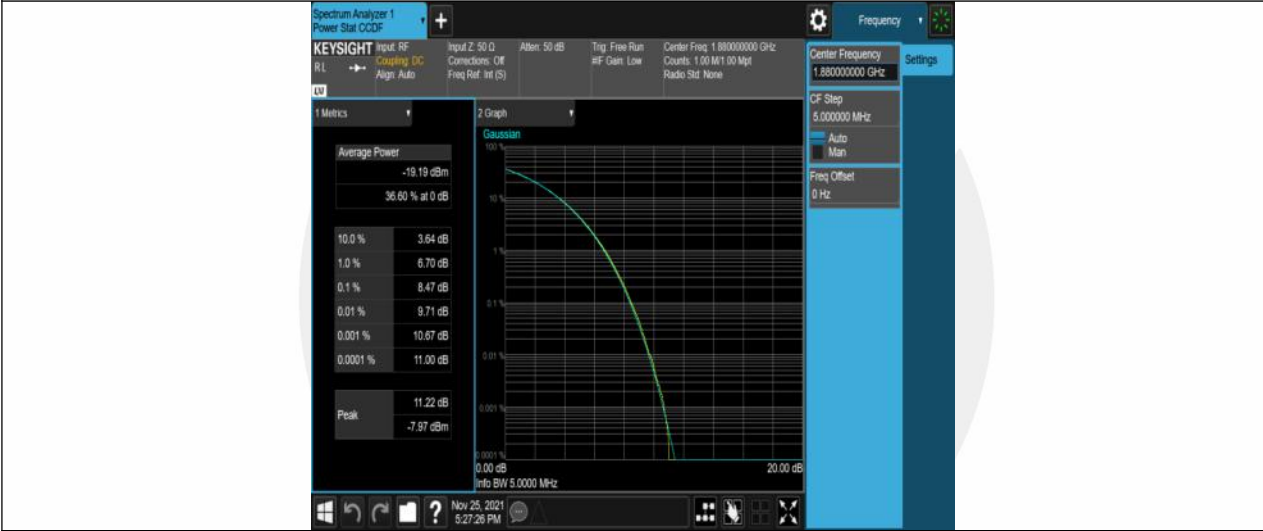 Spectrum Analyzer 1
Power Stat CCDF
+
Frequency
KEYSIGHT
R L
LV
Input: RF
Coupling: DC
Align: Auto
Input Z: 50 Ω
Corrections: Off
Freq Ref: Int (S)
Atten: 50 dB
Trig: Free Run
#IF Gain: Low
Center Freq: 1.880000000 GHz
Counts: 1.00 M/1.00 Mpt
Radio Std: None
Center Frequency
1.880000000 GHz
Settings
CF Step
5.000000 MHz
Auto
Man
Freq Offset
0 Hz
1 Metrics
Average Power
-19.19 dBm
36.60 % at 0 dB
10.0 % 3.64 dB
1.0 % 6.70 dB
0.1 % 8.47 dB
0.01 % 9.71 dB
0.001 % 10.67 dB
0.0001 % 11.00 dB
Peak
11.22 dB
-7.97 dBm
2 Graph
Gaussian
100 %
10 %
1 %
0.1 %
0.01 %
0.001 %
0.0001 %
0.00 dB 20.00 dB
Info BW 5.0000 MHz
?
Nov 25, 2021
5:27:26 PM